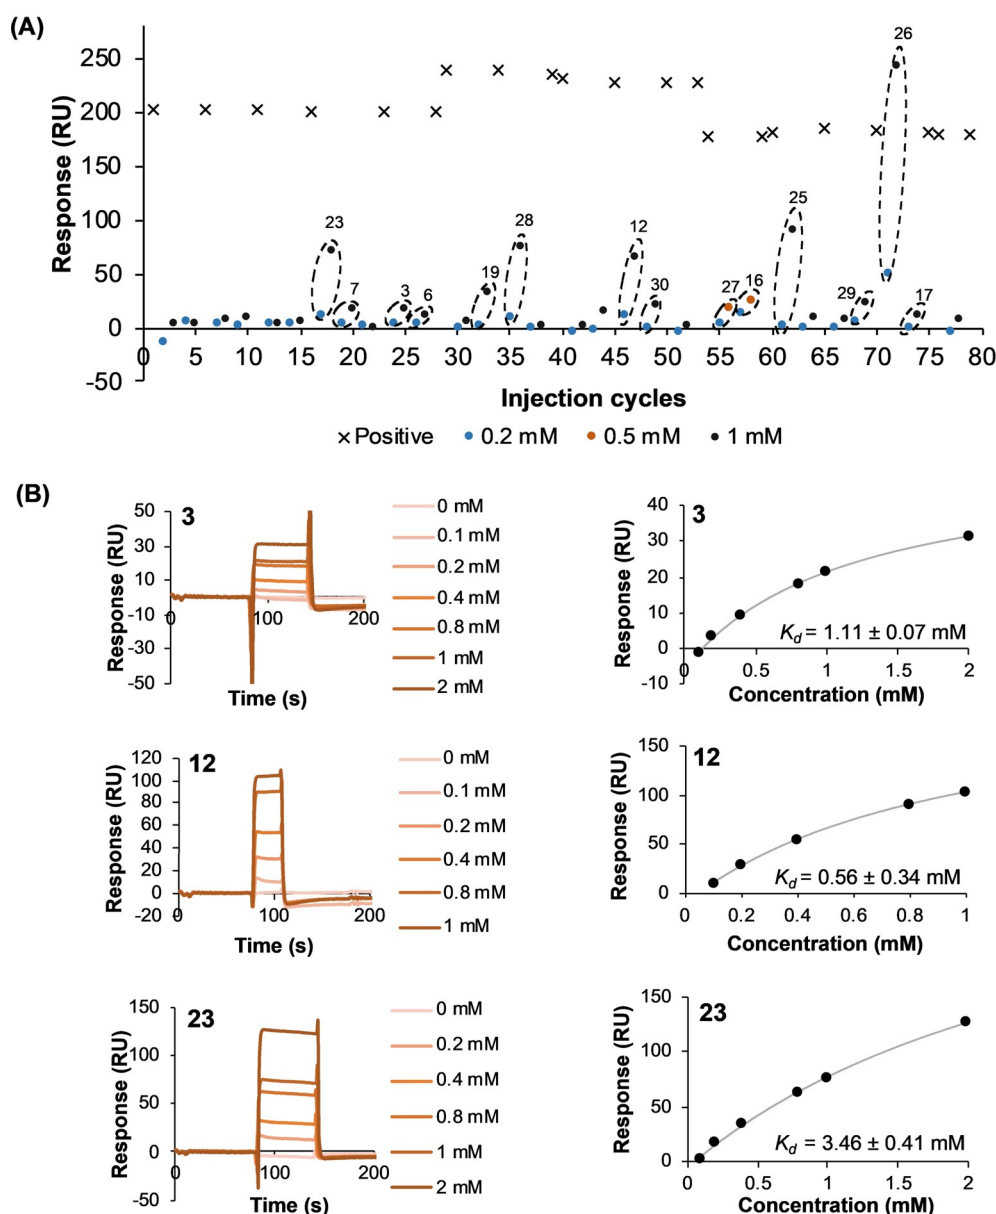 (A)
Response (RU)
250
200
150
100
50
0
-50
26
23
28
12
25
7
3
6
19
30
27
16
29
17
0 5 10 15 20 25 30 35 40 45 50 55 60 65 70 75 80
Injection cycles
×Positive 0.2 mM 0.5 mM 1 mM
(B)
3
Response (RU)
50
30
10
-10
-30
-50
0 100 200
Time (s)
0 mM
0.1 mM
0.2 mM
0.4 mM
0.8 mM
1 mM
2 mM
3
Response (RU)
40
30
20
10
0
-10
0 0.5 1 1.5 2
Kd = 1.11 ± 0.07 mM
Concentration (mM)
12
Response (RU)
120
100
80
60
40
20
0
-20
0 100 200
Time (s)
0 mM
0.1 mM
0.2 mM
0.4 mM
0.8 mM
1 mM
12
Response (RU)
150
100
50
0
0 0.2 0.4 0.6 0.8 1
Kd = 0.56 ± 0.34 mM
Concentration (mM)
23
Response (RU)
150
100
50
0
-50
0 100 200
Time (s)
0 mM
0.2 mM
0.4 mM
0.8 mM
1 mM
2 mM
23
Response (RU)
150
100
50
0
0 0.5 1 1.5 2
Kd = 3.46 ± 0.41 mM
Concentration (mM)